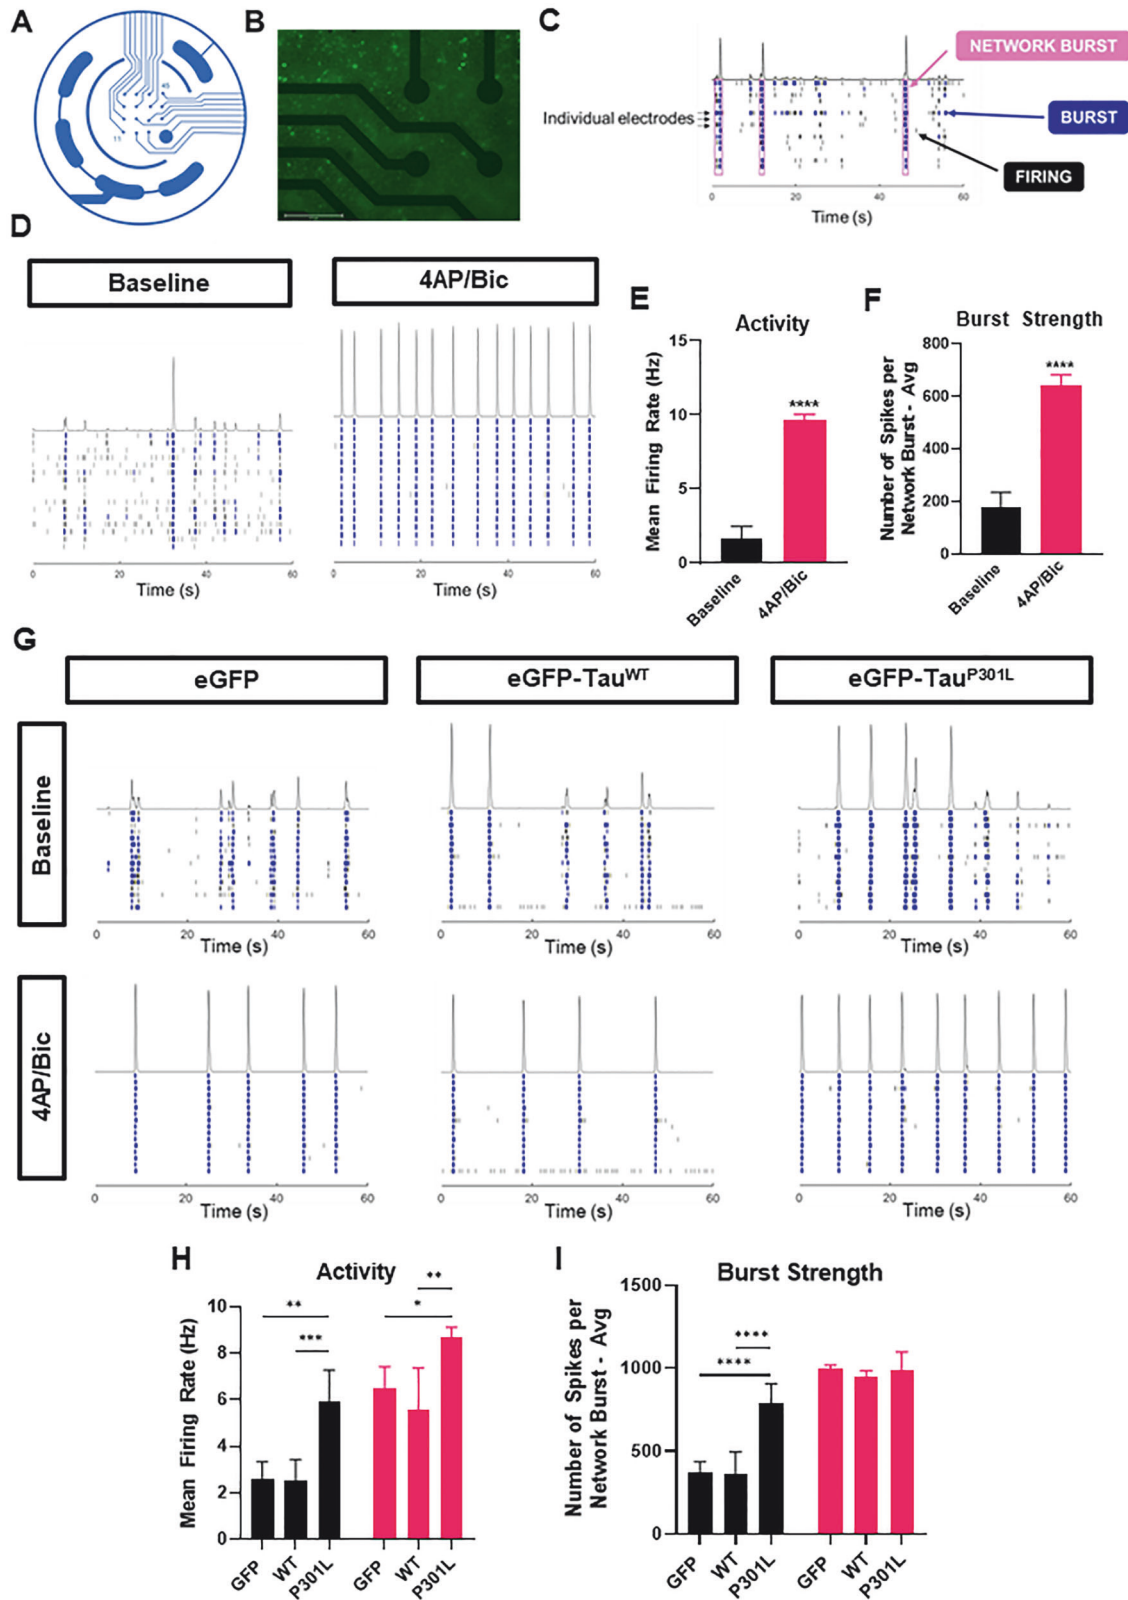 A
45
11
B
C
NETWORK BURST
BURST
FIRING
Individual electrodes
0
20
40
60
Time (s)
D
Baseline
4AP/Bic
0
20
40
60
Time (s)
0
20
40
60
Time (s)
E
Activity
Mean Firing Rate (Hz)
15
10
5
0
****
Baseline
4AP/Bic
F
Burst Strength
Number of Spikes per
Network Burst - Avg
800
600
400
200
0
****
Baseline
4AP/Bic
G
eGFP
eGFP-TauWT
eGFP-TauP301L
Baseline
0
20
40
60
Time (s)
0
20
40
60
Time (s)
0
20
40
60
Time (s)
4AP/Bic
0
20
40
60
Time (s)
0
20
40
60
Time (s)
0
20
40
60
Time (s)
H
Activity
Mean Firing Rate (Hz)
10
8
6
4
2
0
**
***
**
*
GFP
WT
P301L
GFP
WT
P301L
I
Burst Strength
Number of Spikes per
Network Burst - Avg
1500
1000
500
0
****
****
GFP
WT
P301L
GFP
WT
P301L